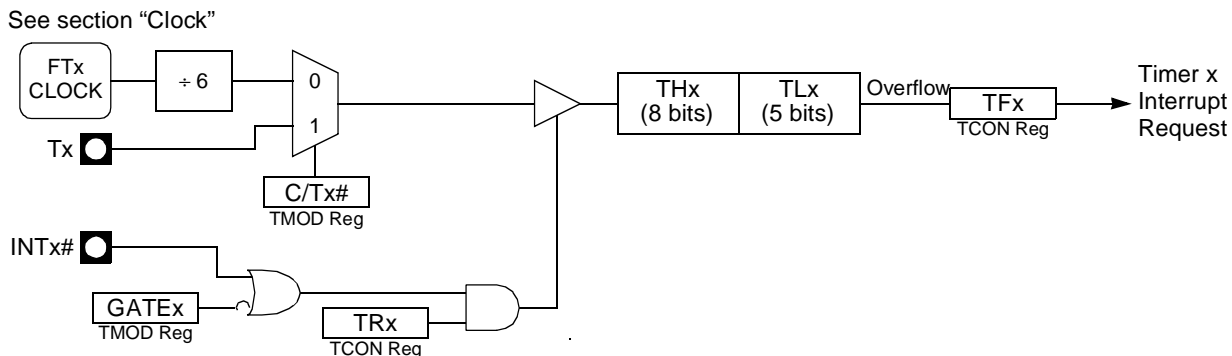 See section “Clock”
FTx
CLOCK
÷ 6
0
1
Tx
C/Tx#
TMOD Reg
THx
(8 bits)
TLx
(5 bits)
Overflow
TFx
TCON Reg
Timer x
Interrupt
Request
INTx#
GATEx
TMOD Reg
TRx
TCON Reg